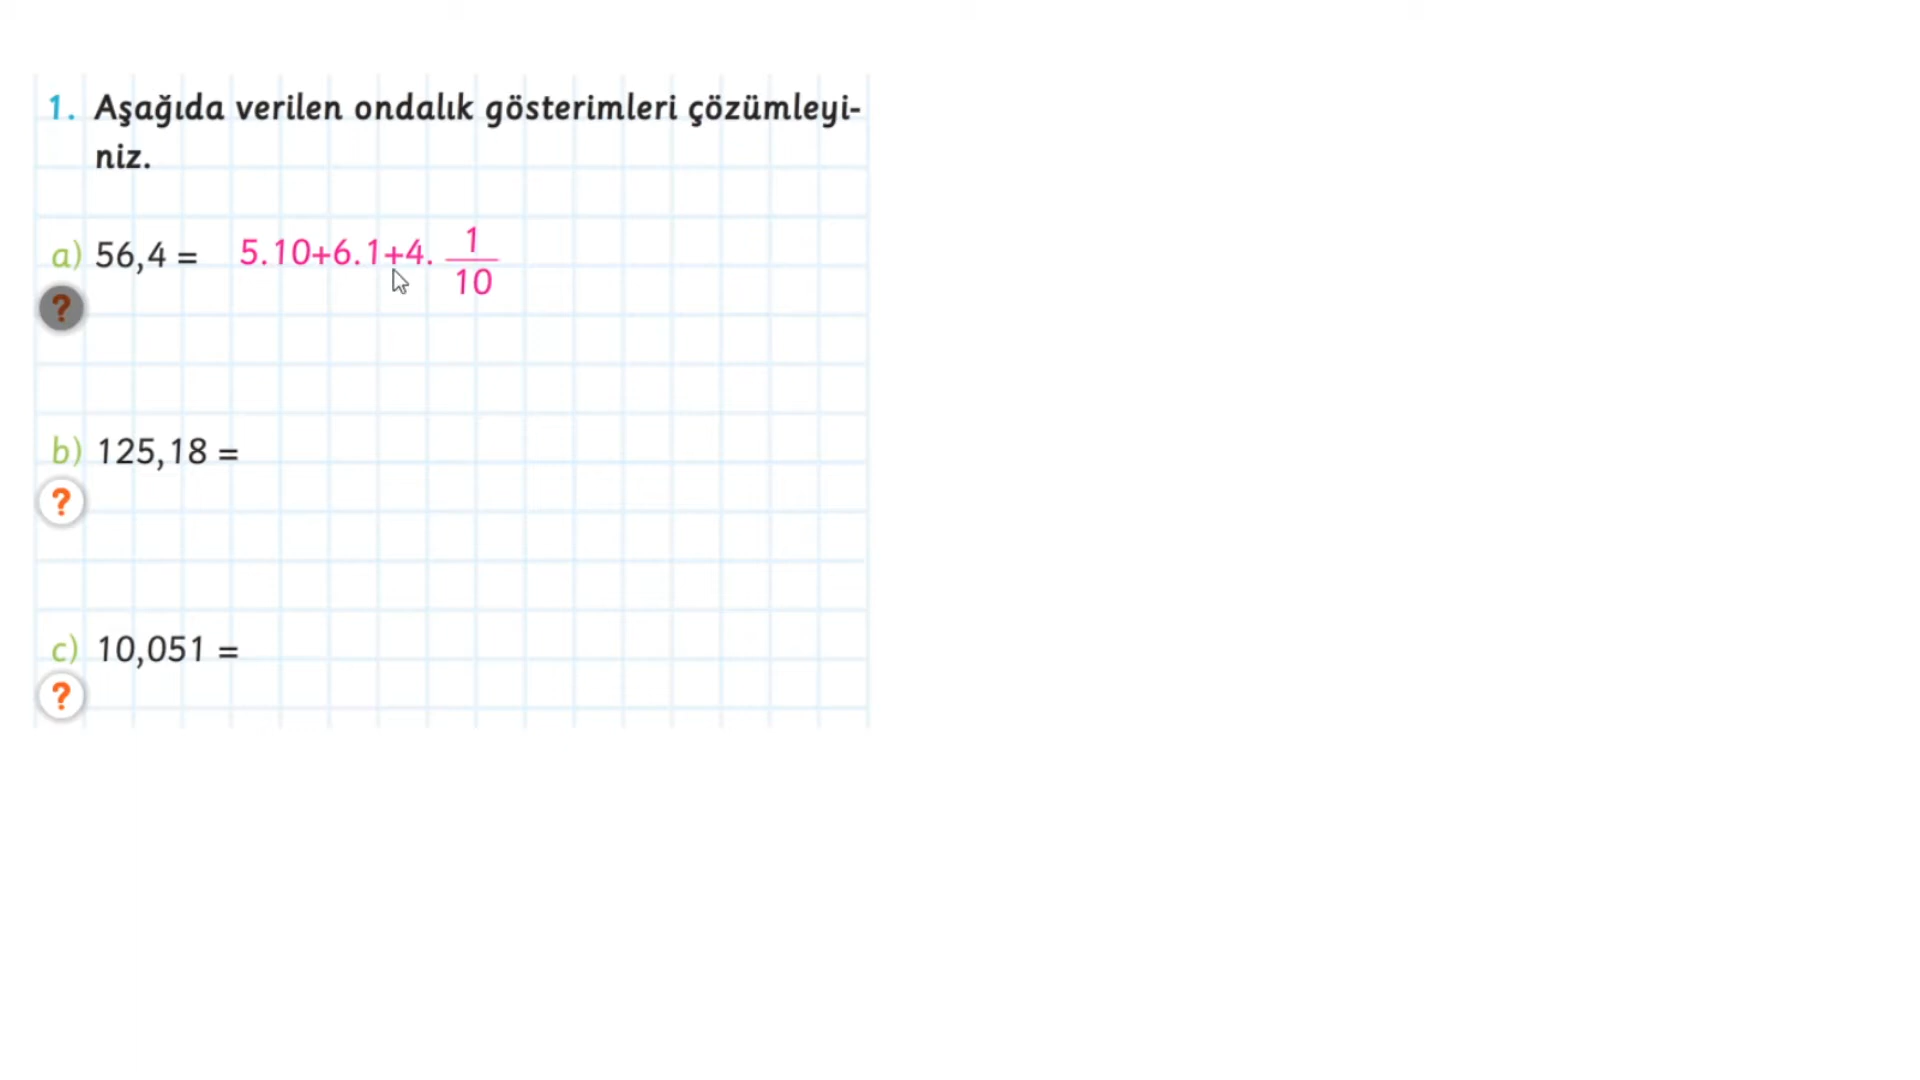 1. Aşağıda verilen ondalık gösterimleri çözümleyi-
niz.
a) 56,4 = 5.10+6.1+4. 1/10
?
b) 125,18 =
?
c) 10,051 =
?